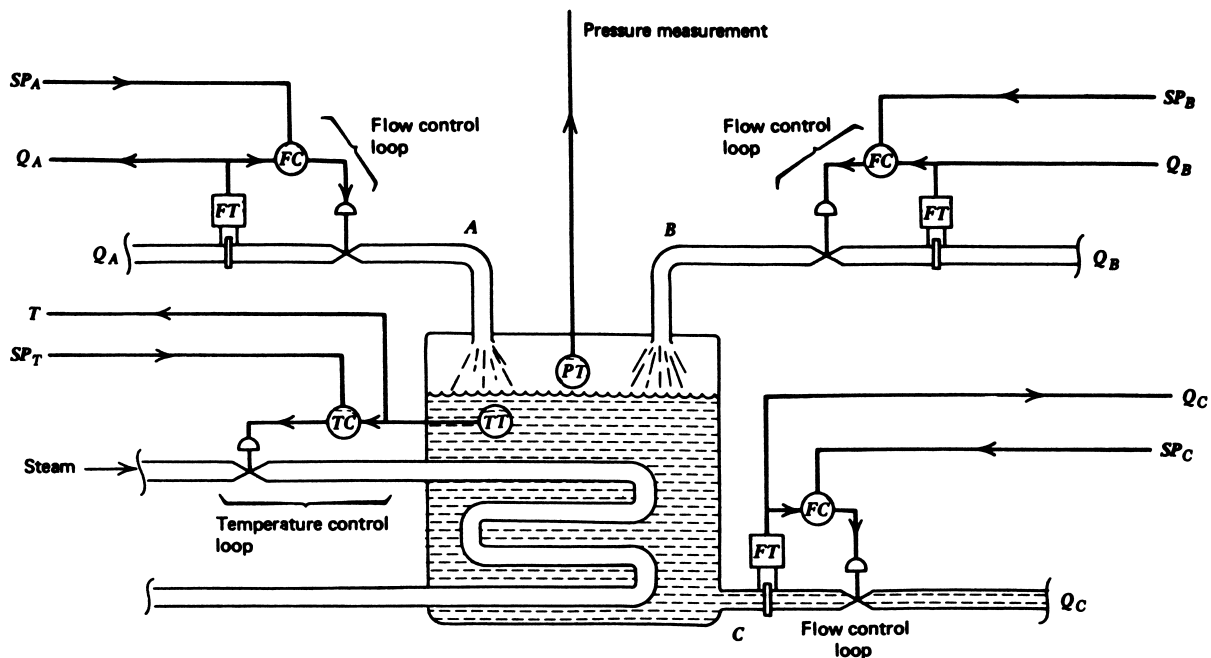 Pressure measurement
SP_A
Flow control
loop
Flow control
loop
SP_B
Q_A
FC
FC
Q_B
FT
FT
A
B
Q_A
Q_B
T
SP_T
PT
Q_C
TC
TT
SP_C
Steam
FC
Temperature control
loop
FT
C
Q_C
Flow control
loop